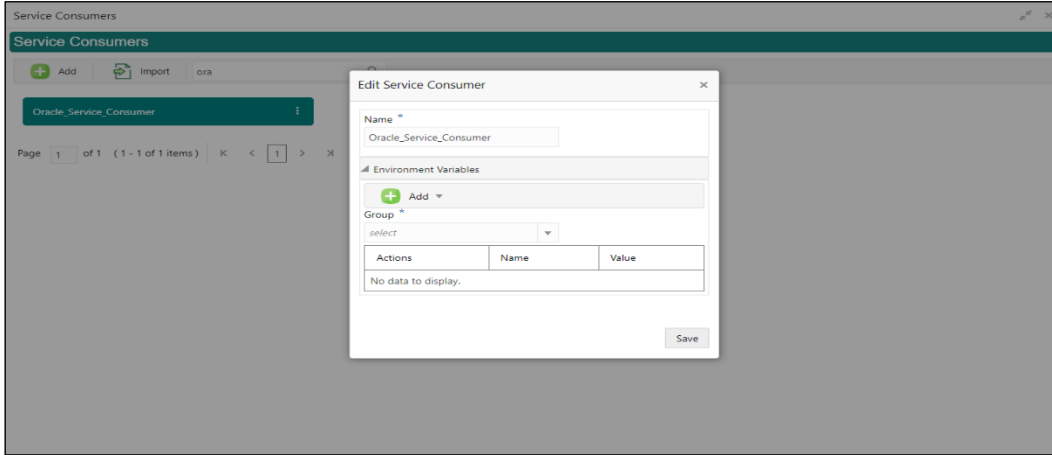 Service Consumers
Service Consumers
Add Import ora
Oracle_Service_Consumer
Page 1 of 1 ( 1 - 1 of 1 items ) K < 1 > >|
Edit Service Consumer ×
Name *
Oracle_Service_Consumer
Environment Variables
Add
Group *
select
Actions Name Value
No data to display.
Save